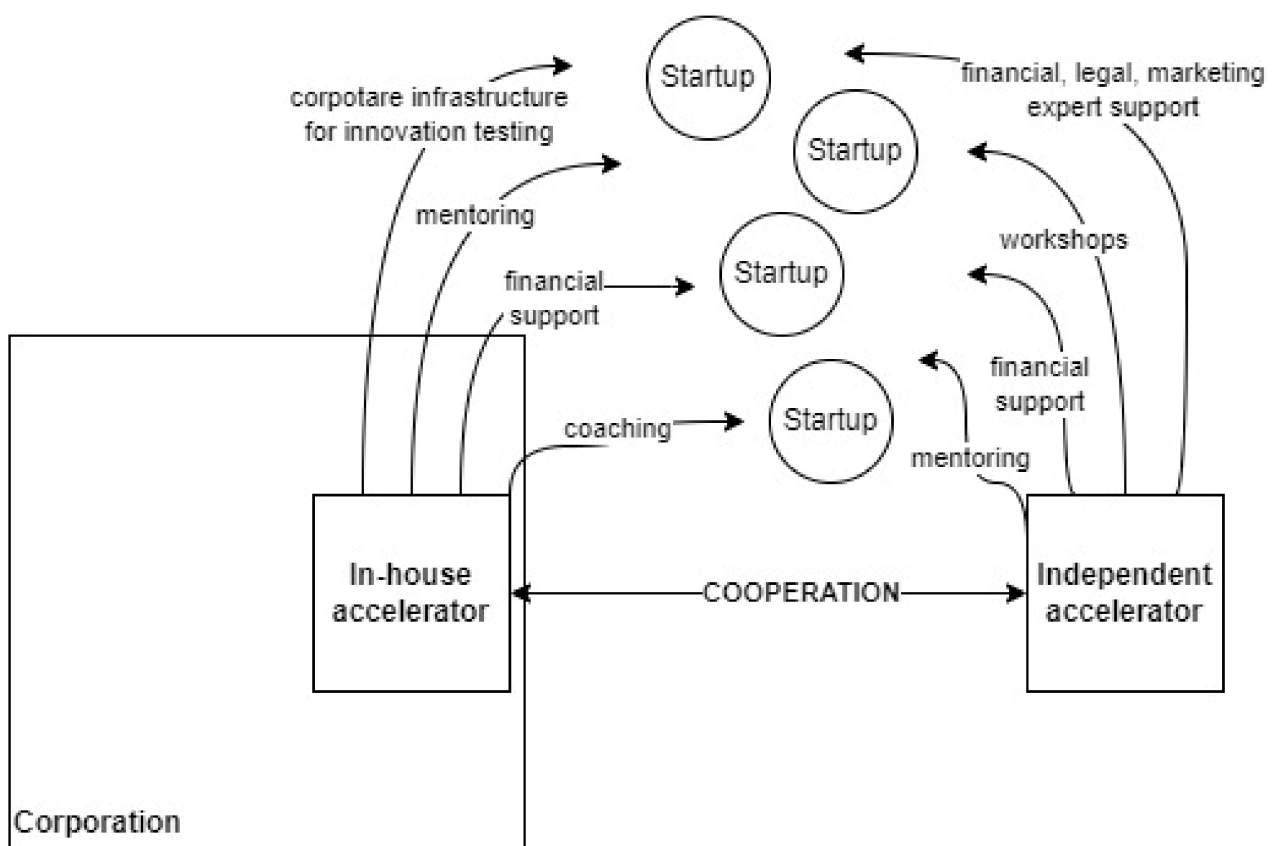 Startup
financial, legal, marketing
expert support
corpotare infrastructure
for innovation testing
Startup
mentoring
workshops
Startup
financial
support
financial
support
Startup
coaching
mentoring
In-house
accelerator
COOPERATION
Independent
accelerator
Corporation